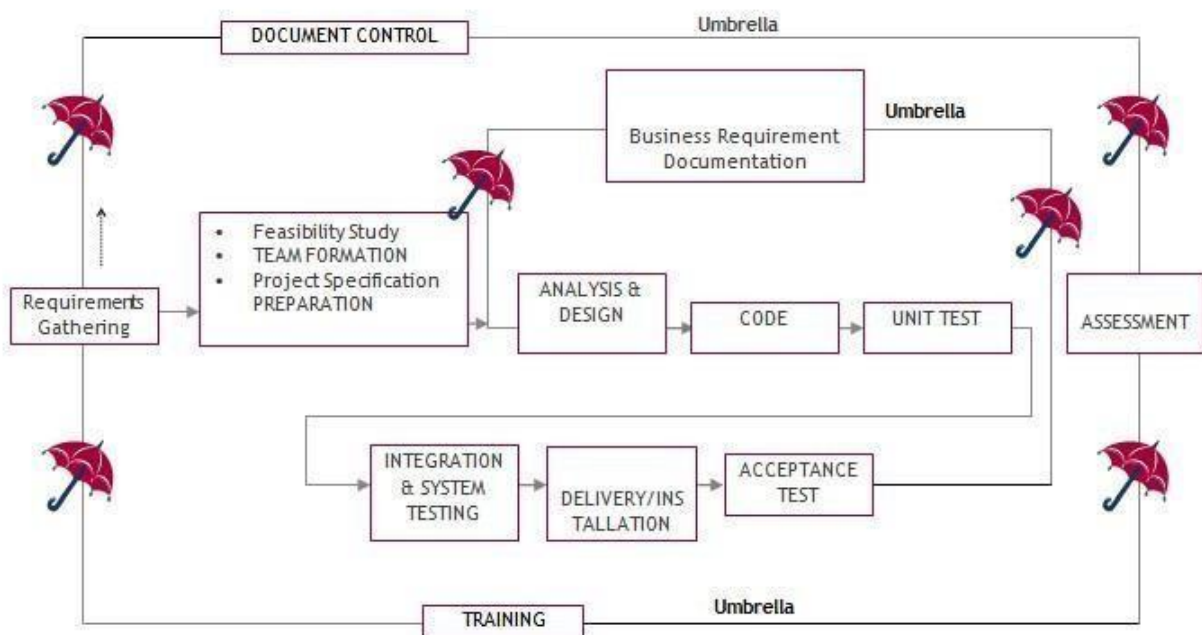 DOCUMENT CONTROL
Umbrella
Business Requirement
Documentation
Umbrella
• Feasibility Study
• TEAM FORMATION
• Project Specification
PREPARATION
Requirements
Gathering
ANALYSIS &
DESIGN
CODE
UNIT TEST
ASSESSMENT
INTEGRATION
& SYSTEM
TESTING
DELIVERY/INS
TALLATION
ACCEPTANCE
TEST
TRAINING
Umbrella